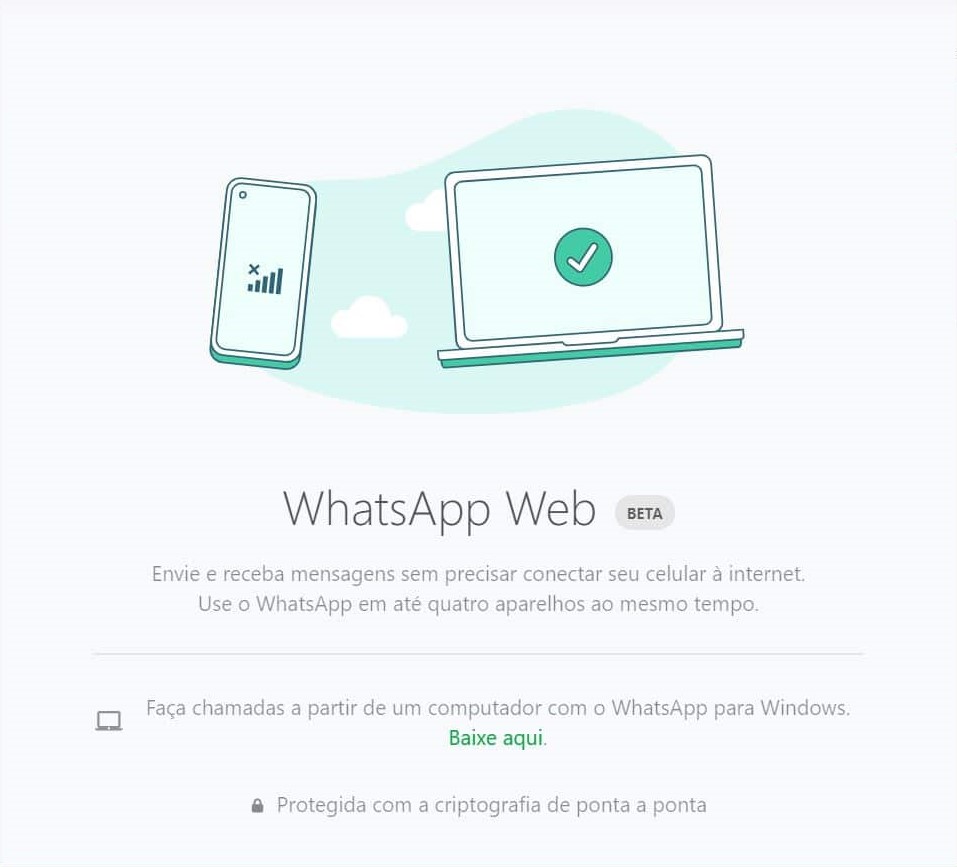 WhatsApp Web BETA
Envie e receba mensagens sem precisar conectar seu celular à internet.
Use o WhatsApp em até quatro aparelhos ao mesmo tempo.
Faça chamadas a partir de um computador com o WhatsApp para Windows.
Baixe aqui.
Protegida com a criptografia de ponta a ponta